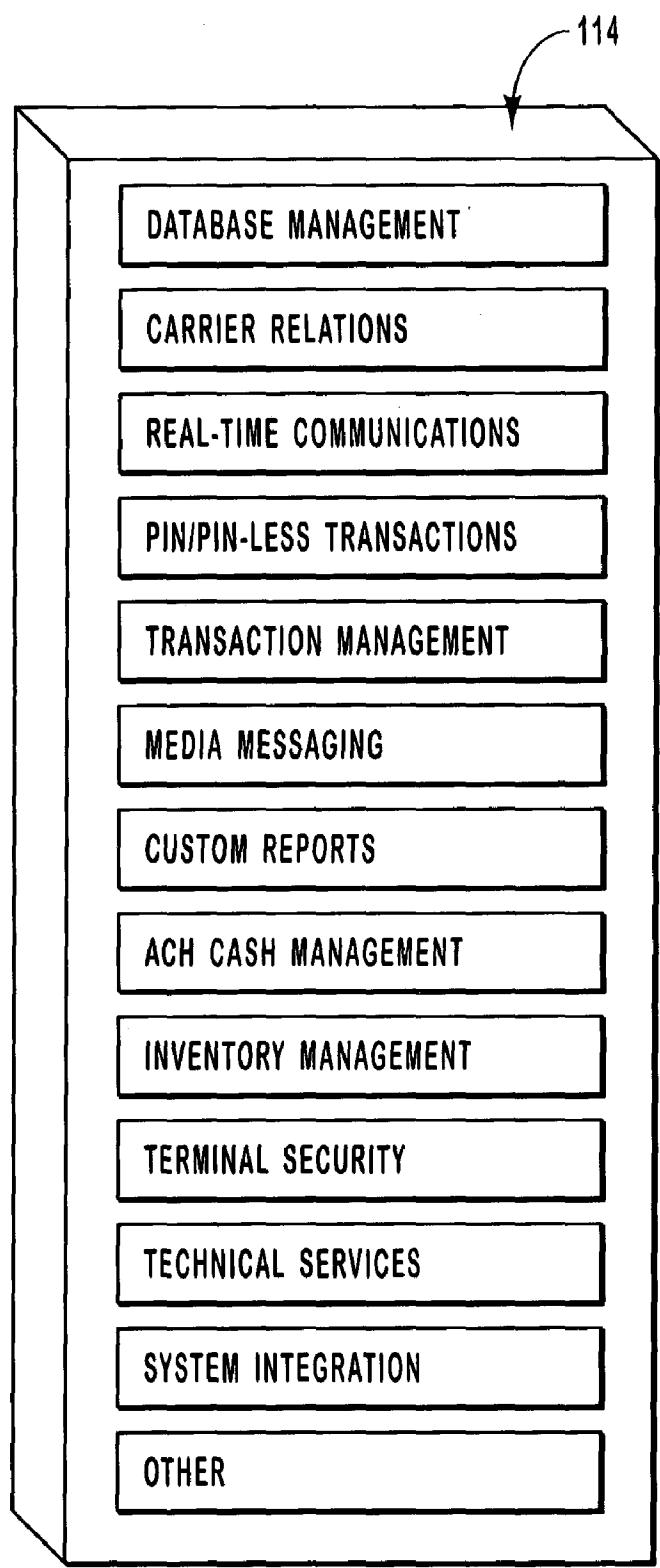 114
DATABASE MANAGEMENT
CARRIER RELATIONS
REAL-TIME COMMUNICATIONS
PIN/PIN-LESS TRANSACTIONS
TRANSACTION MANAGEMENT
MEDIA MESSAGING
CUSTOM REPORTS
ACH CASH MANAGEMENT
INVENTORY MANAGEMENT
TERMINAL SECURITY
TECHNICAL SERVICES
SYSTEM INTEGRATION
OTHER